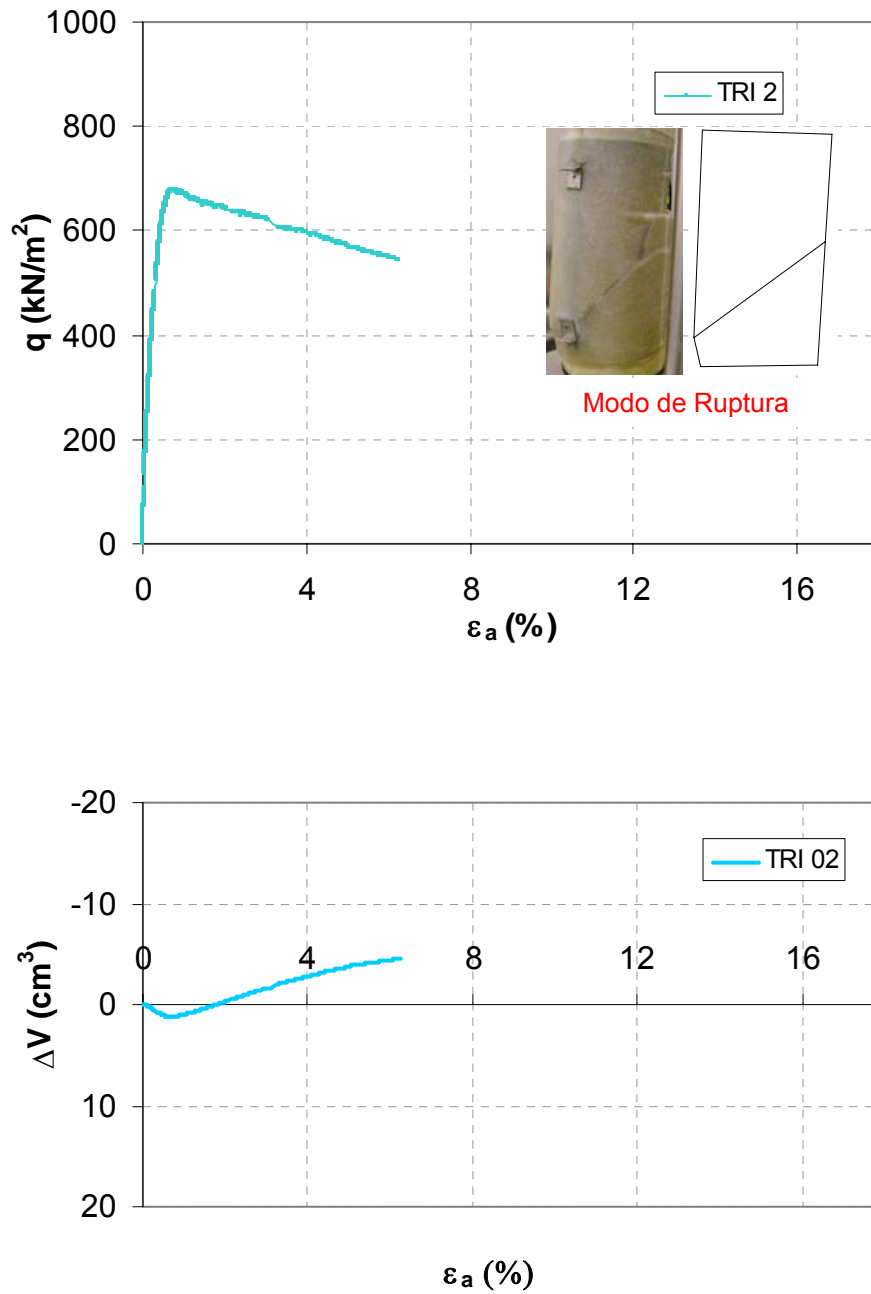 1000
TRI 2
800
600
400
Modo de Ruptura
200
0
q (kN/m²)
0 4 8 12 16
εa (%)
-20
TRI 02
-10
0 4 8 12 16
0
10
20
ΔV (cm³)
εa (%)